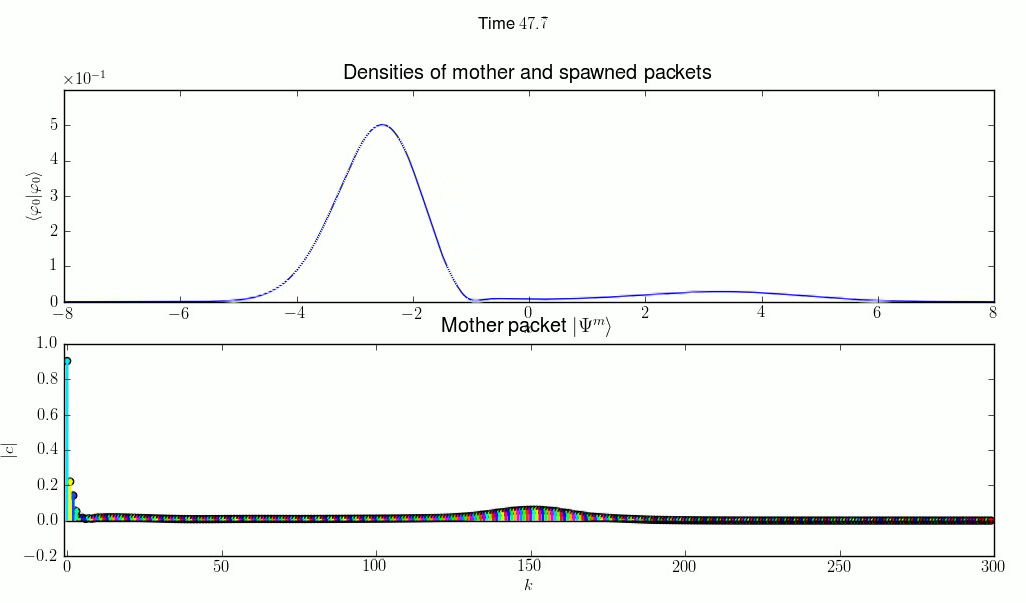 Time 47.7
Densities of mother and spawned packets
×10⁻¹
5
4
3
2
1
0
⟨φ₀|φ₀⟩
−8 −6 −4 −2 0 2 4 6 8
Mother packet |Ψᵐ⟩
1.0
0.8
0.6
0.4
0.2
0.0
−0.2
|c|
0 50 100 150 200 250 300
k